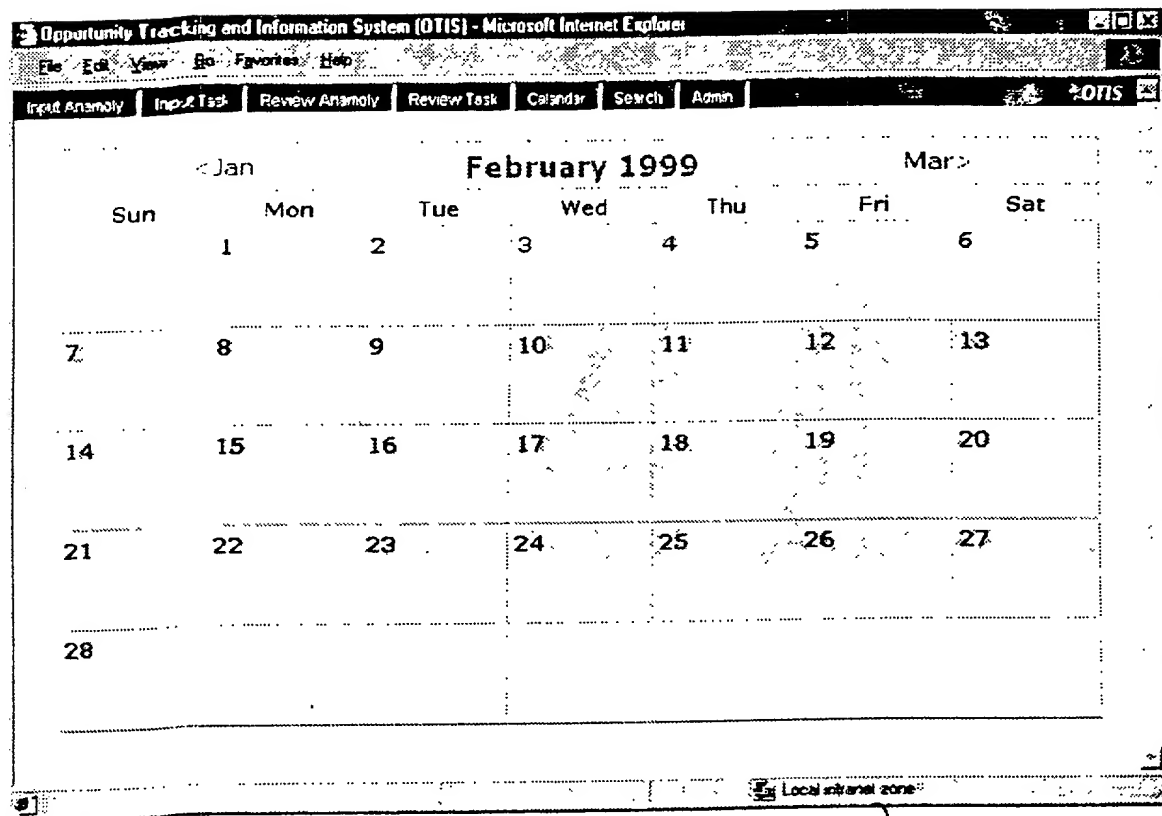 Opportunity Tracking and Information System (OTIS) - Microsoft Internet Explorer
File Edit View Go Favorites Help
Input Anamoly Input Task Review Anamoly Review Task Calandar Search Admin OTIS
<Jan February 1999 Mar>
Sun Mon Tue Wed Thu Fri Sat
1 2 3 4 5 6
7 8 9 10 11 12 13
14 15 16 17 18 19 20
21 22 23 24 25 26 27
28
Local intranet zone